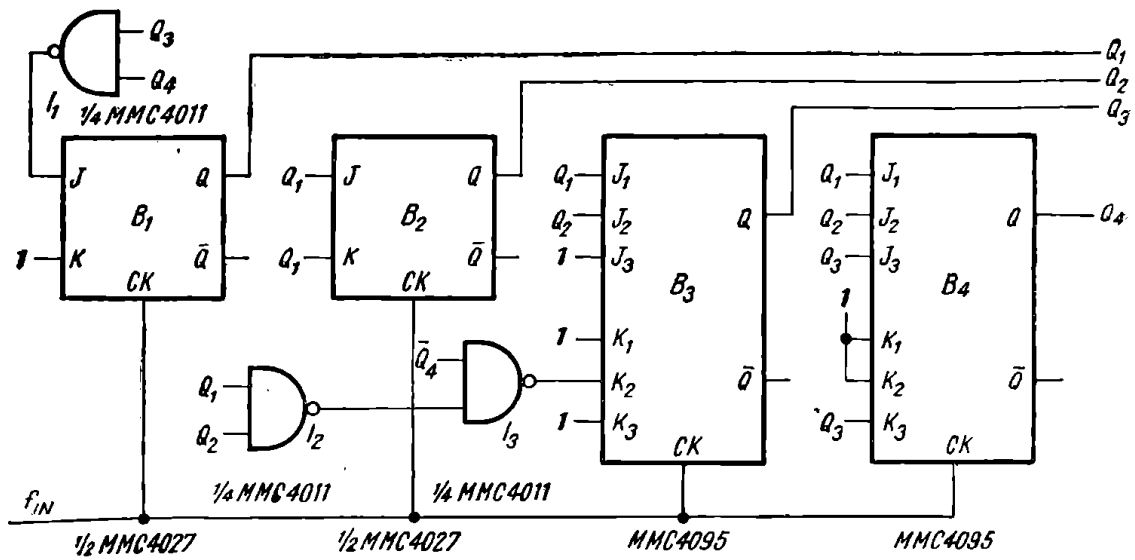 Q3
Q4
I1
1/4 MMC4011
Q1
Q2
Q3
J
Q
B1
1
K
Q̄
CK
Q1
J
Q
B2
Q1
K
Q̄
CK
Q1
J1
Q2
J2
Q
1
J3
B3
1
K1
Q̄4
K2
Q̄
1
K3
CK
Q1
J1
Q2
J2
Q
Q4
Q3
J3
B4
1
K1
K2
Q̄
Q3
K3
CK
Q1
Q2
I2
I3
1/4 MMC4011
1/4 MMC4011
fIN
1/2 MMC4027
1/2 MMC4027
MMC4095
MMC4095